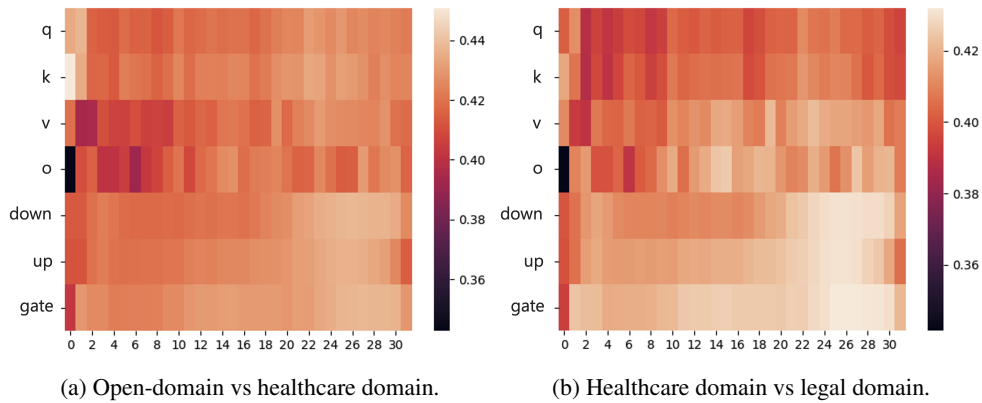 q
k
v
o
down
up
gate
0 2 4 6 8 10 12 14 16 18 20 22 24 26 28 30
0.44
0.42
0.40
0.38
0.36
(a) Open-domain vs healthcare domain.
q
k
v
o
down
up
gate
0 2 4 6 8 10 12 14 16 18 20 22 24 26 28 30
0.42
0.40
0.38
0.36
(b) Healthcare domain vs legal domain.